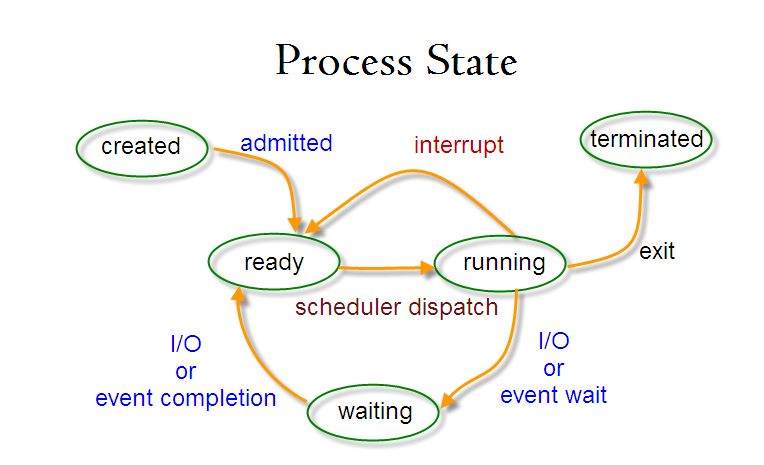 Process State
created
admitted
interrupt
terminated
ready
running
exit
scheduler dispatch
I/O
or
event completion
I/O
or
event wait
waiting